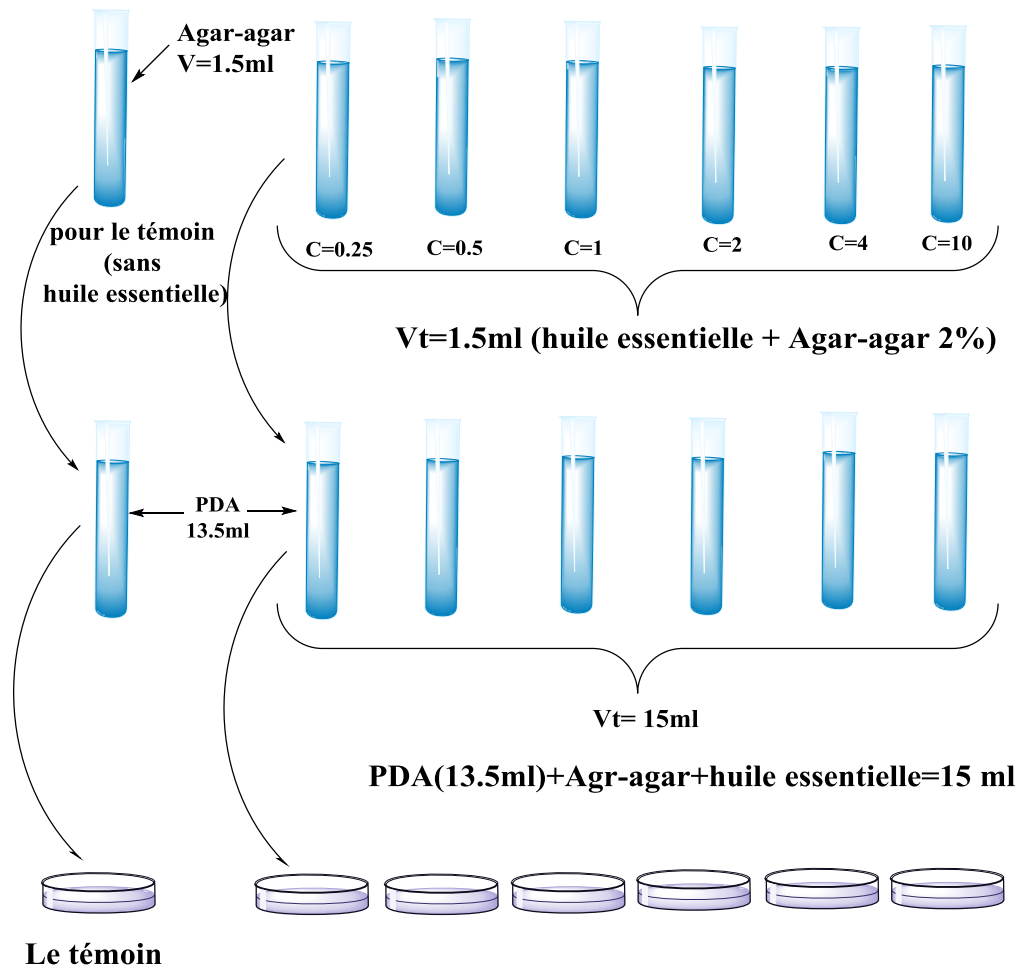 Agar-agar
V=1.5ml
pour le témoin
(sans
huile essentielle)
C=0.25
C=0.5
C=1
C=2
C=4
C=10
Vt=1.5ml (huile essentielle + Agar-agar 2%)
PDA
13.5ml
Vt= 15ml
PDA(13.5ml)+Agr-agar+huile essentielle=15 ml
Le témoin